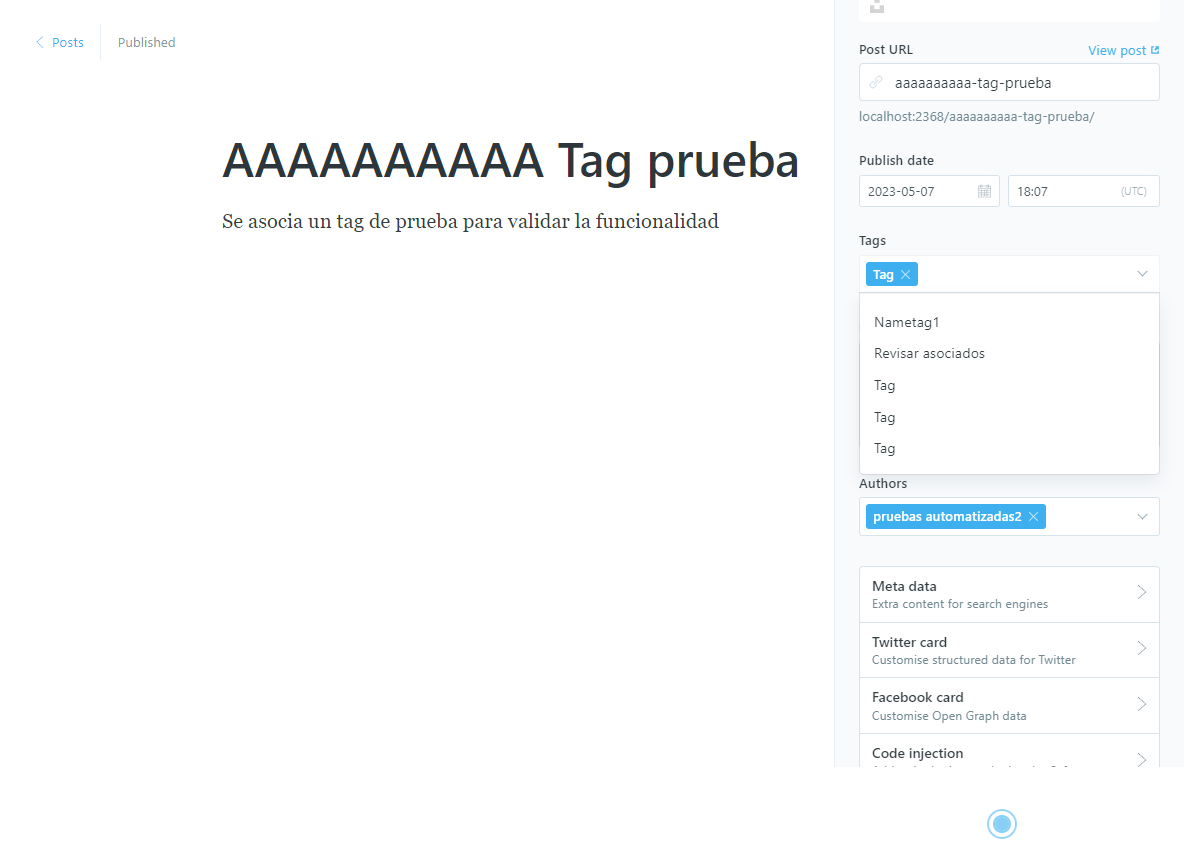 Posts
Published
AAAAAAAAAA Tag prueba
Se asocia un tag de prueba para validar la funcionalidad
Post URL
View post
aaaaaaaaaa-tag-prueba
localhost:2368/aaaaaaaaaa-tag-prueba/
Publish date
2023-05-07
18:07 (UTC)
Tags
Tag
Nametag1
Revisar asociados
Tag
Tag
Tag
Authors
pruebas automatizadas2
Meta data
Extra content for search engines
Twitter card
Customise structured data for Twitter
Facebook card
Customise Open Graph data
Code injection